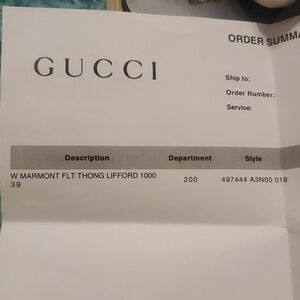 ORDER SUMMA
GUCCI
Ship to:
Order Number:
Service:
Description Department Style
W MARMONT FLT THONG LIFFORD 1000 200 497444 A3N00 019
39